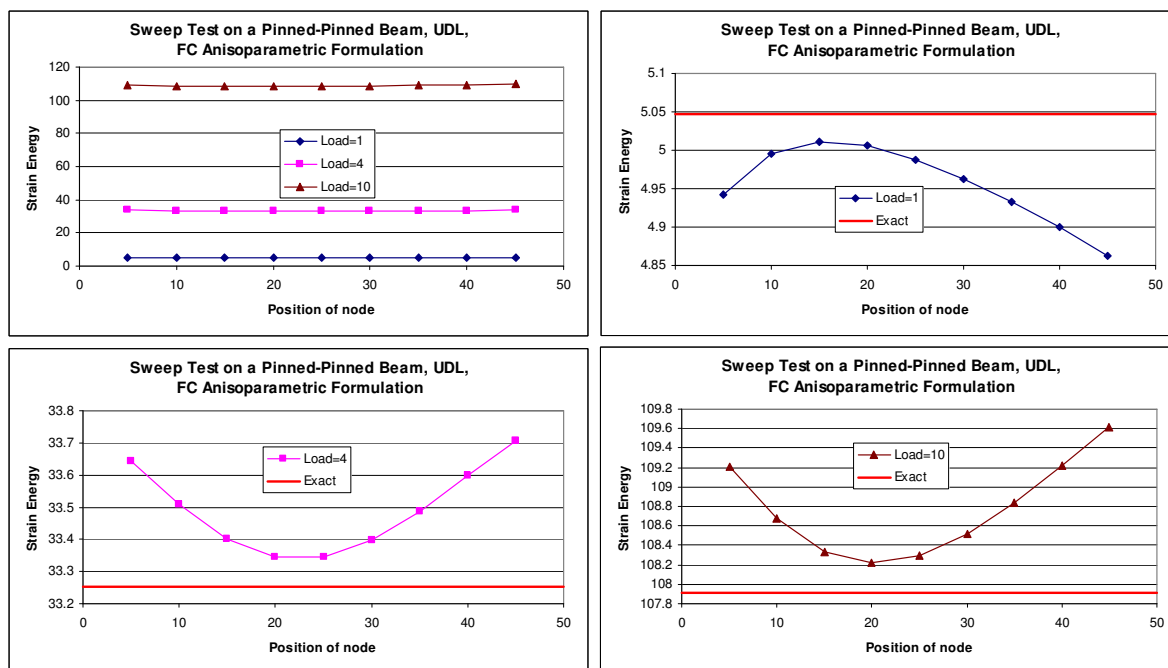 Sweep Test on a Pinned-Pinned Beam, UDL,
FC Anisoparametric Formulation
120
100
80
60
40
20
0
Strain Energy
Load=1
Load=4
Load=10
0 10 20 30 40 50
Position of node
Sweep Test on a Pinned-Pinned Beam, UDL,
FC Anisoparametric Formulation
5.1
5.05
5
4.95
4.9
4.85
Strain Energy
Load=1
Exact
0 10 20 30 40 50
Position of node
Sweep Test on a Pinned-Pinned Beam, UDL,
FC Anisoparametric Formulation
33.8
33.7
33.6
33.5
33.4
33.3
33.2
Strain Energy
Load=4
Exact
0 10 20 30 40 50
Position of node
Sweep Test on a Pinned-Pinned Beam, UDL,
FC Anisoparametric Formulation
109.8
109.6
109.4
109.2
109
108.8
108.6
108.4
108.2
108
107.8
Strain Energy
Load=10
Exact
0 10 20 30 40 50
Position of node